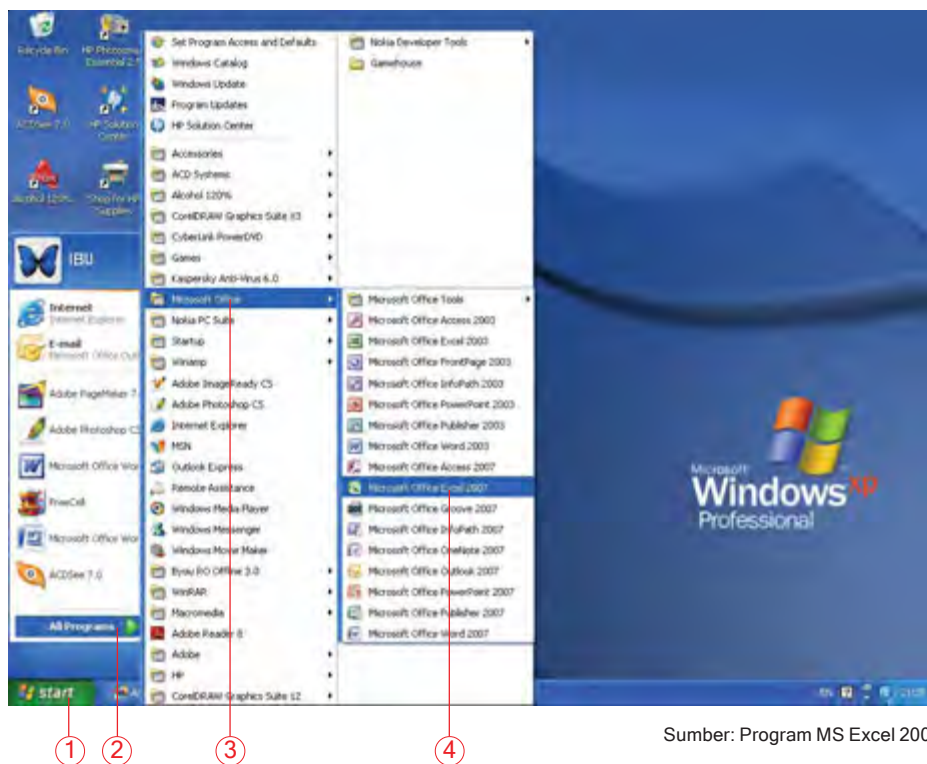 Recycle Bin
HP Photosmart
Essential 2.
ACDSee 7.0
HP Solution
Center
Alcohol 120%
Shop for HP
Supplies
IBU
Internet
Internet Explorer
E-mail
Microsoft Office Out
Adobe PageMaker 7.
Adobe Photoshop CS
Microsoft Office Wor
FreeCell
Microsoft Office Wor
ACDSee 7.0
All Programs
start
Set Program Access and Defaults
Windows Catalog
Windows Update
Program Updates
HP Solution Center
Accessories
ACD Systems
Alcohol 120%
CorelDRAW Graphics Suite X3
CyberLink PowerDVD
Games
Kaspersky Anti-Virus 6.0
Microsoft Office
Nokia PC Suite
Startup
Winamp
Adobe ImageReady CS
Adobe Photoshop CS
Internet Explorer
MSN
Outlook Express
Remote Assistance
Windows Media Player
Windows Messenger
Windows Movie Maker
RO Offline 3.0
WinRAR
Macromedia
Adobe Reader 8
Adobe
HP
CorelDRAW Graphics Suite 12
Nokia Developer Tools
Gamehouse
Microsoft Office Tools
Microsoft Office Access 2003
Microsoft Office Excel 2003
Microsoft Office FrontPage 2003
Microsoft Office InfoPath 2003
Microsoft Office PowerPoint 2003
Microsoft Office Publisher 2003
Microsoft Office Word 2003
Microsoft Office Access 2007
Microsoft Office Excel 2007
Microsoft Office Groove 2007
Microsoft Office InfoPath 2007
Microsoft Office OneNote 2007
Microsoft Office Outlook 2007
Microsoft Office PowerPoint 2007
Microsoft Office Publisher 2007
Microsoft Office Word 2007
Microsoft
Windows xp
Professional
EN
1
2
3
4
Sumber: Program MS Excel 200